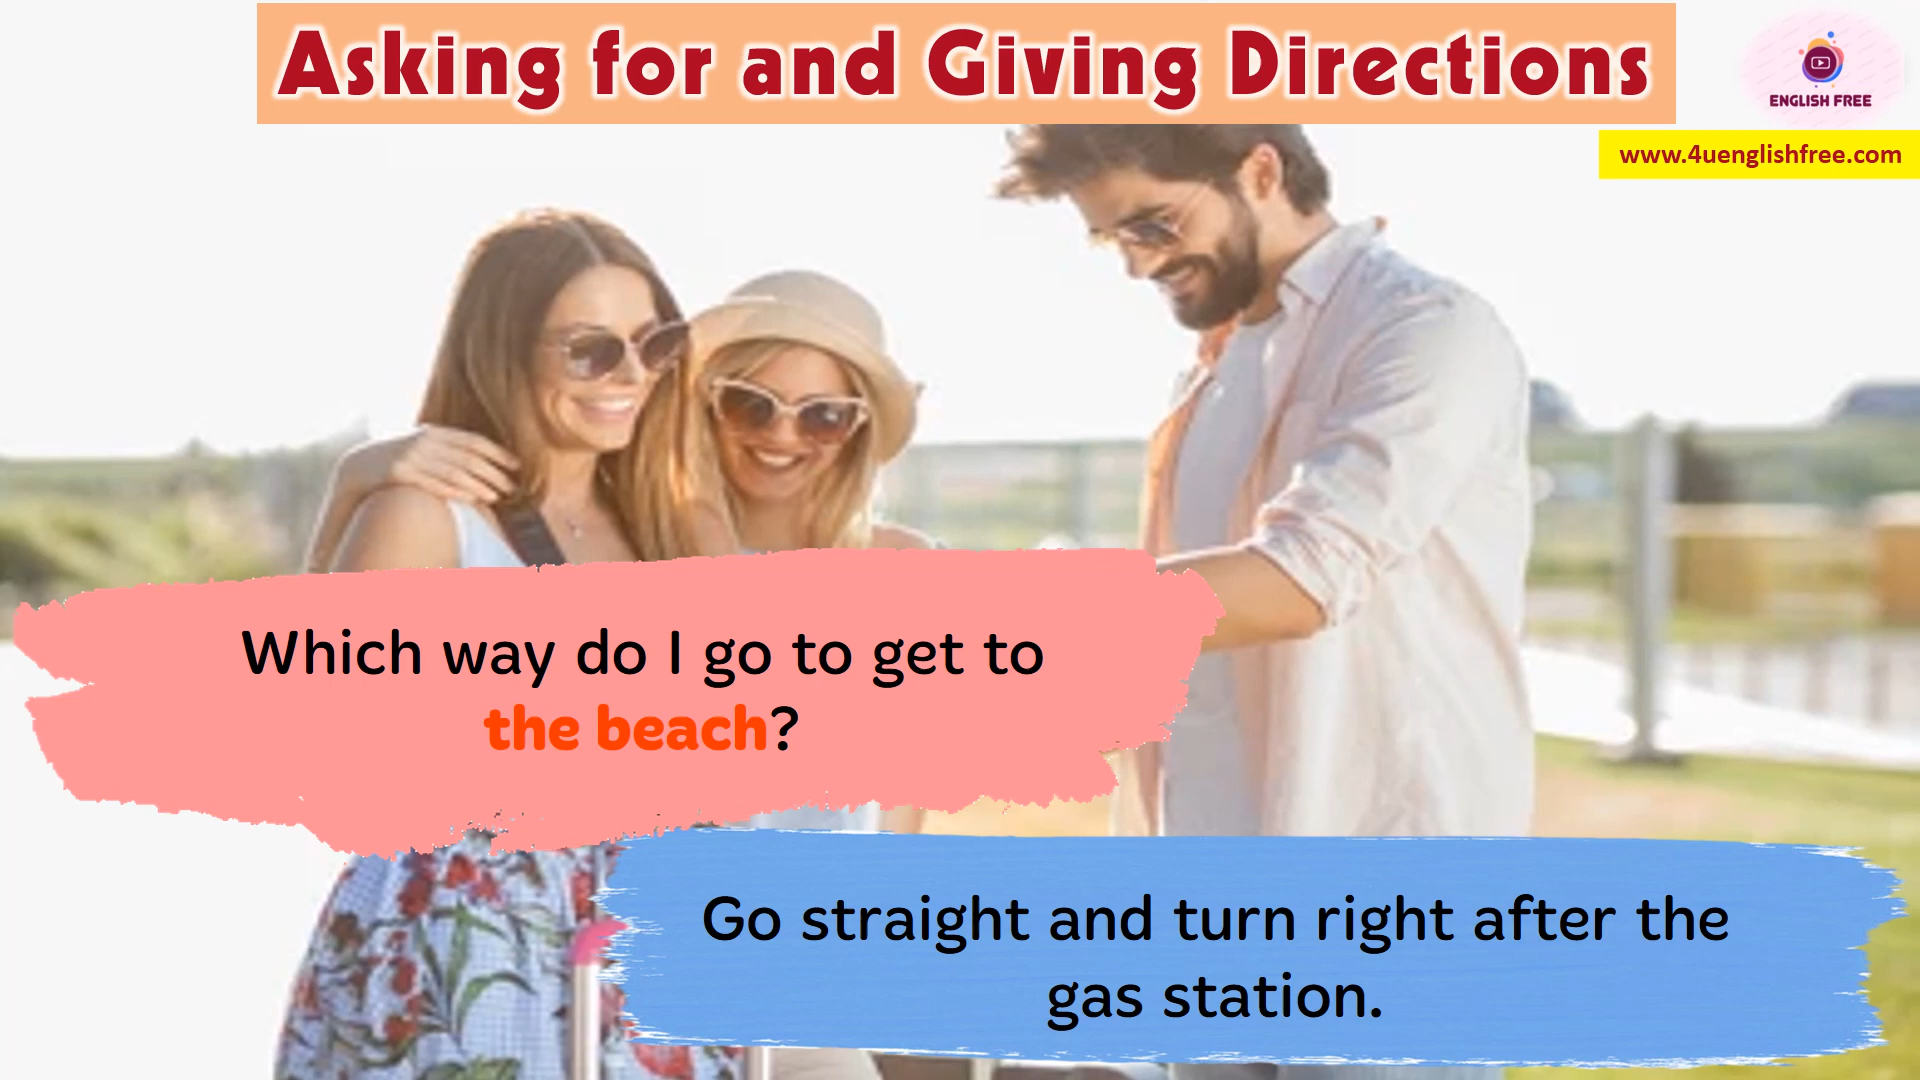 Asking for and Giving Directions
ENGLISH FREE
www.4uenglishfree.com
Which way do I go to get to
the beach?
Go straight and turn right after the
gas station.